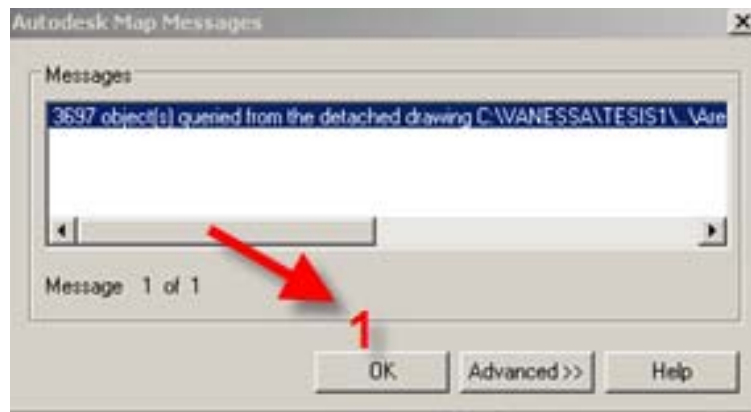 Autodesk Map Messages
Messages
3697 object(s) queried from the detached drawing C:\VANESSA\TESIS1\...\Are
Message 1 of 1
1
OK
Advanced >>
Help